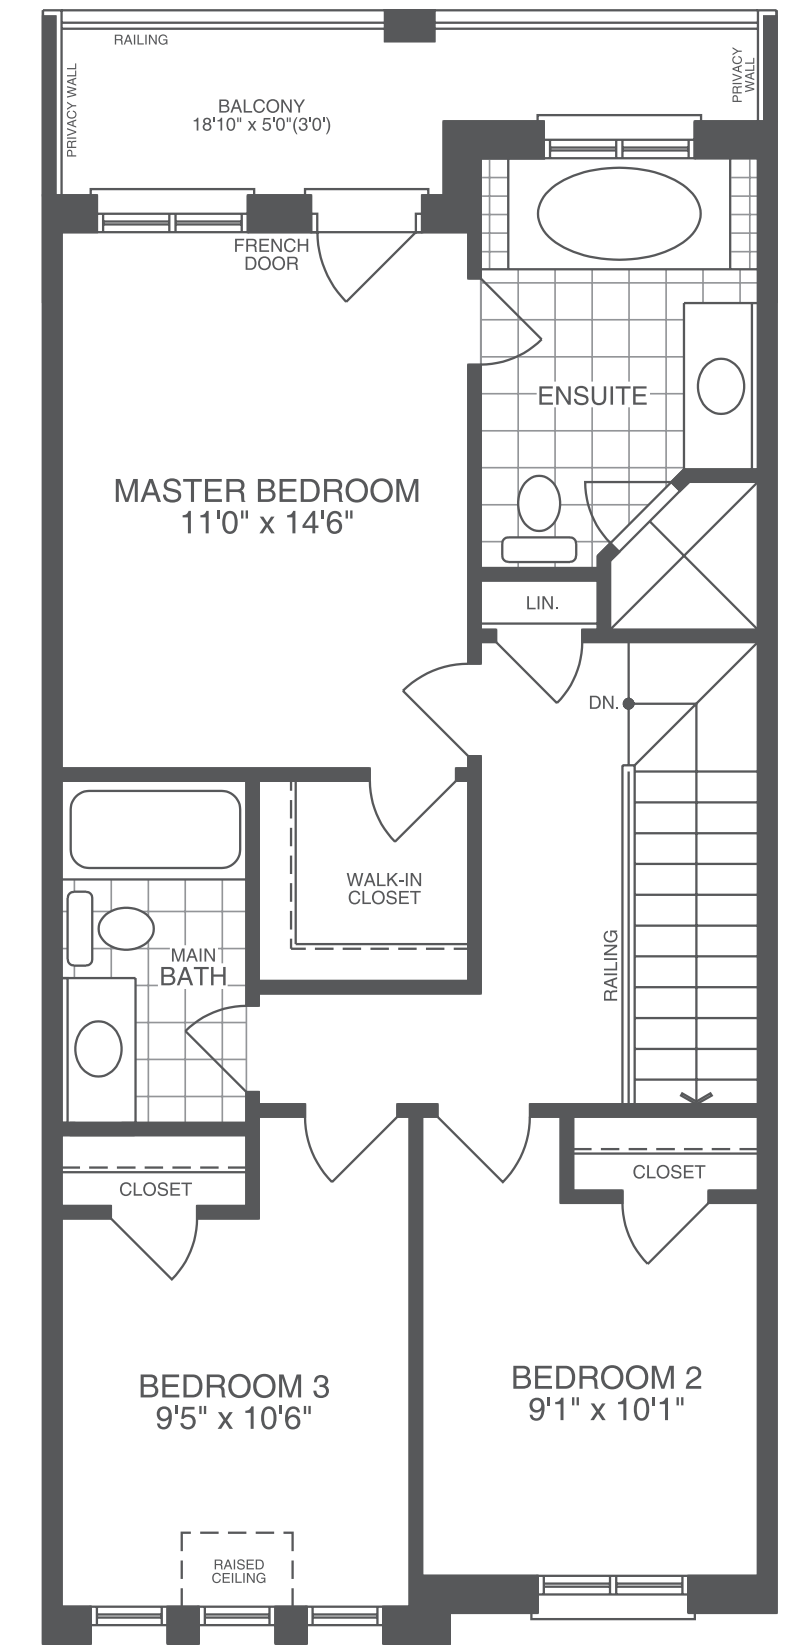 RAILING
PRIVACY WALL
PRIVACY
WALL
BALCONY
18'10" x 5'0"(3'0')
FRENCH
DOOR
ENSUITE
MASTER BEDROOM
11'0" x 14'6"
LIN.
DN.
WALK-IN
CLOSET
RAILING
MAIN
BATH
CLOSET
CLOSET
BEDROOM 3
9'5" x 10'6"
BEDROOM 2
9'1" x 10'1"
RAISED
CEILING